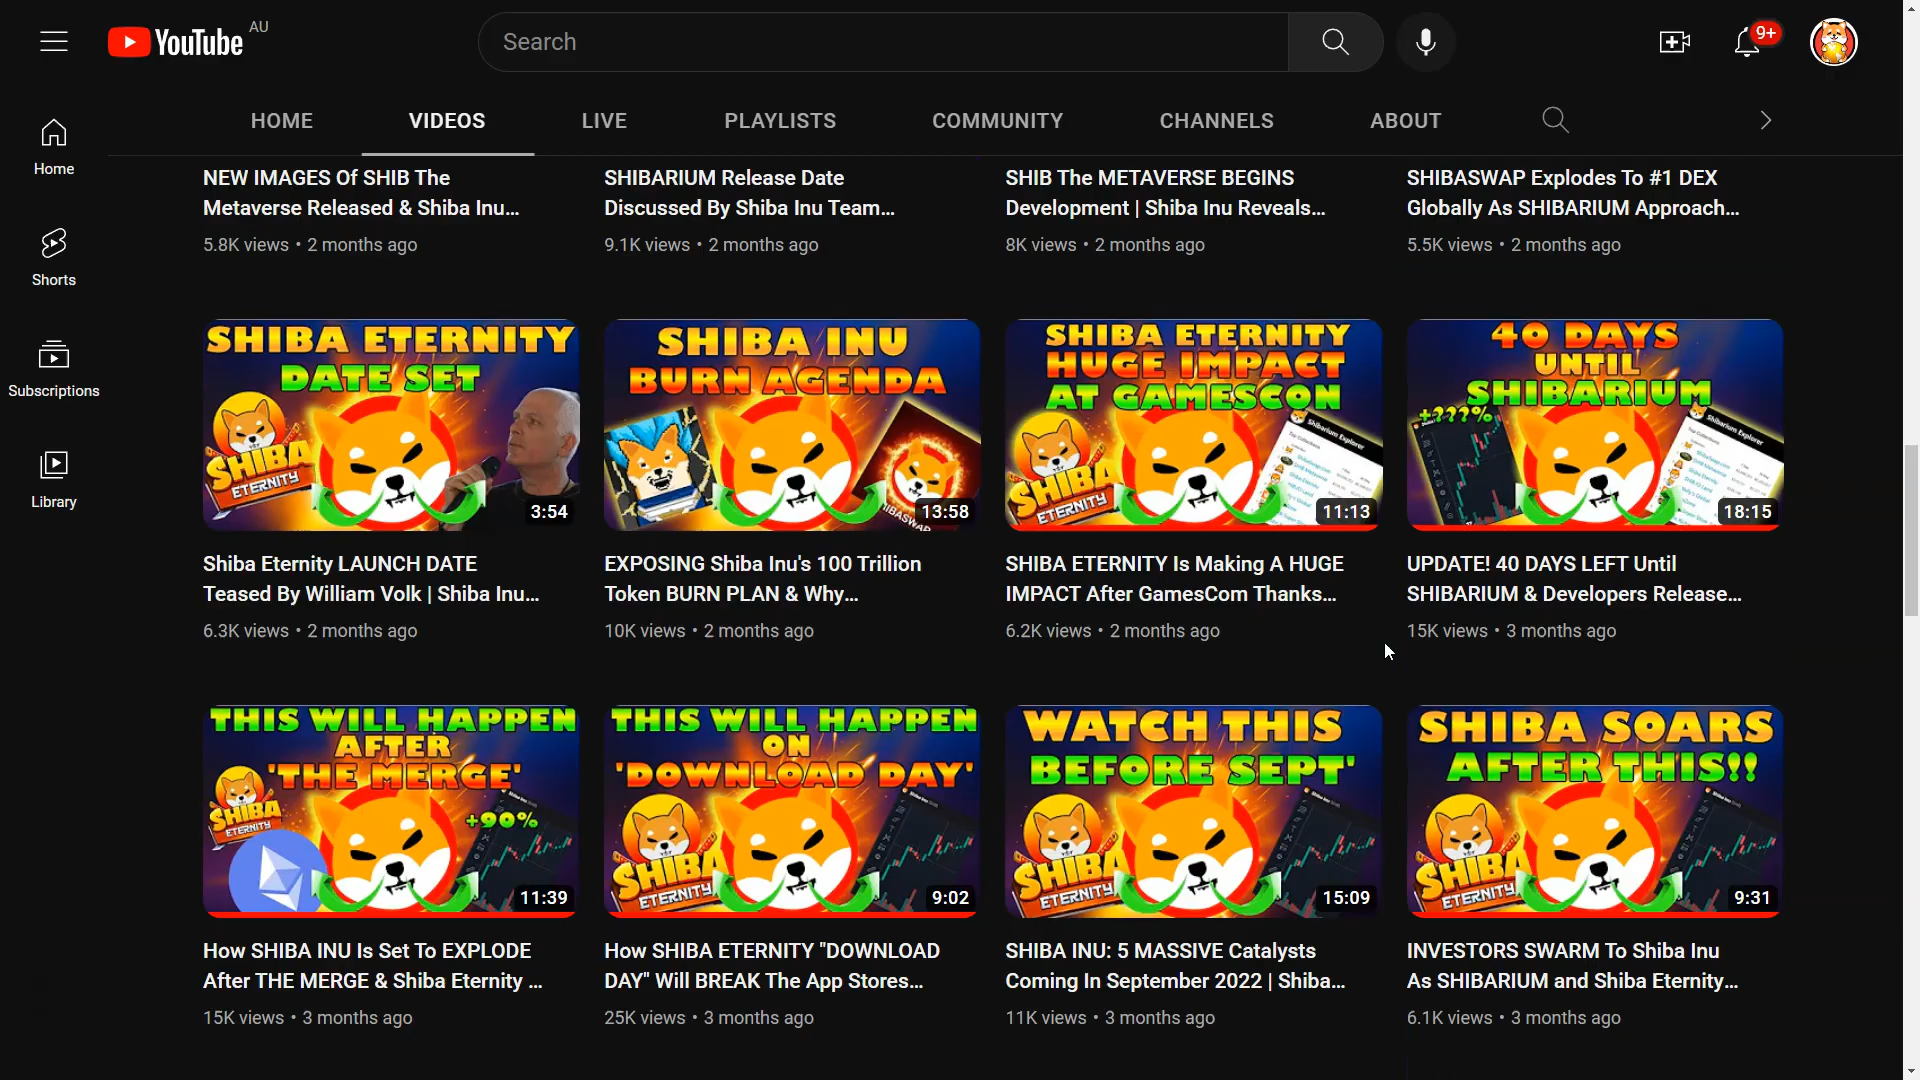 YouTube AU
Search
9+
HOME VIDEOS LIVE PLAYLISTS COMMUNITY CHANNELS ABOUT
Home
Shorts
Subscriptions
Library
NEW IMAGES Of SHIB The
Metaverse Released & Shiba Inu...
5.8K views • 2 months ago
SHIBARIUM Release Date
Discussed By Shiba Inu Team...
9.1K views • 2 months ago
SHIB The METAVERSE BEGINS
Development | Shiba Inu Reveals...
8K views • 2 months ago
SHIBASWAP Explodes To #1 DEX
Globally As SHIBARIUM Approach...
5.5K views • 2 months ago
SHIBA ETERNITY
DATE SET
SHIBA
ETERNITY
3:54
Shiba Eternity LAUNCH DATE
Teased By William Volk | Shiba Inu...
6.3K views • 2 months ago
SHIBA INU
BURN AGENDA
13:58
EXPOSING Shiba Inu's 100 Trillion
Token BURN PLAN & Why...
10K views • 2 months ago
SHIBA ETERNITY
HUGE IMPACT
AT GAMESCON
Shibarium Explorer
SHIBA
ETERNITY
11:13
SHIBA ETERNITY Is Making A HUGE
IMPACT After GamesCom Thanks...
6.2K views • 2 months ago
40 DAYS
UNTIL
SHIBARIUM
+???%
Shibarium Explorer
18:15
UPDATE! 40 DAYS LEFT Until
SHIBARIUM & Developers Release...
15K views • 3 months ago
THIS WILL HAPPEN
AFTER
'THE MERGE'
+90%
SHIBA
ETERNITY
11:39
How SHIBA INU Is Set To EXPLODE
After THE MERGE & Shiba Eternity ...
15K views • 3 months ago
THIS WILL HAPPEN
ON
'DOWNLOAD DAY'
SHIBA
ETERNITY
9:02
How SHIBA ETERNITY "DOWNLOAD
DAY" Will BREAK The App Stores...
25K views • 3 months ago
WATCH THIS
BEFORE SEPT'
SHIBA
ETERNITY
15:09
SHIBA INU: 5 MASSIVE Catalysts
Coming In September 2022 | Shiba...
11K views • 3 months ago
SHIBA SOARS
AFTER THIS!!
SHIBA
ETERNITY
9:31
INVESTORS SWARM To Shiba Inu
As SHIBARIUM and Shiba Eternity...
6.1K views • 3 months ago